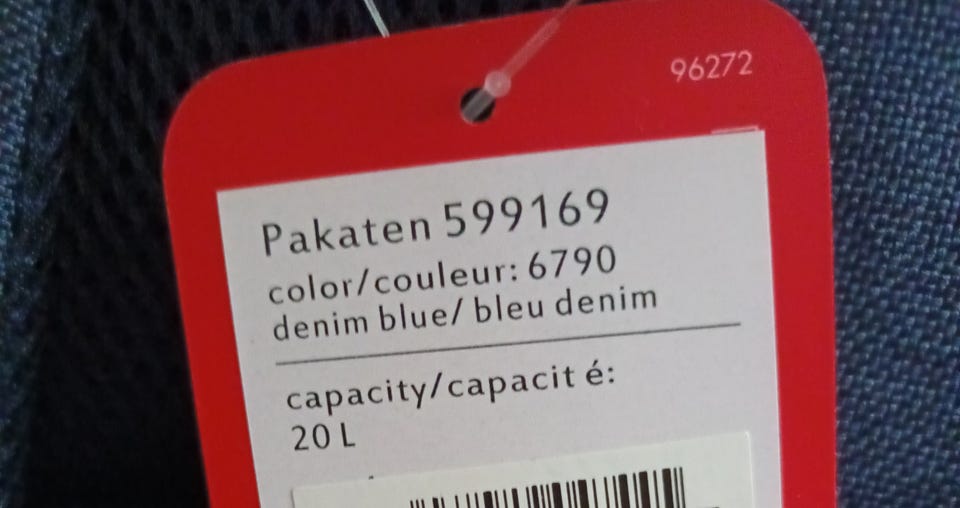 96272
Pakaten 599169
color/couleur: 6790
denim blue/ bleu denim
capacity/capacit é:
20 L